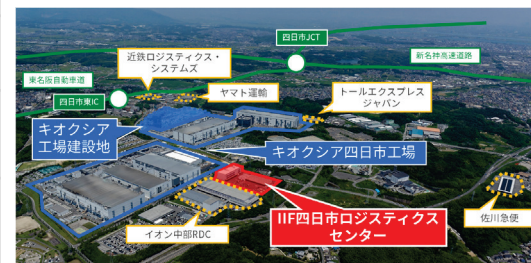 四日市JCT
新名神高速道路
近鉄ロジスティクス・
システムズ
東名阪自動車道
四日市東IC
ヤマト運輸
トールエクスプレス
ジャパン
キオクシア
工場建設地
キオクシア四日市工場
IIF四日市ロジスティクス
センター
イオン中部RDC
佐川急便